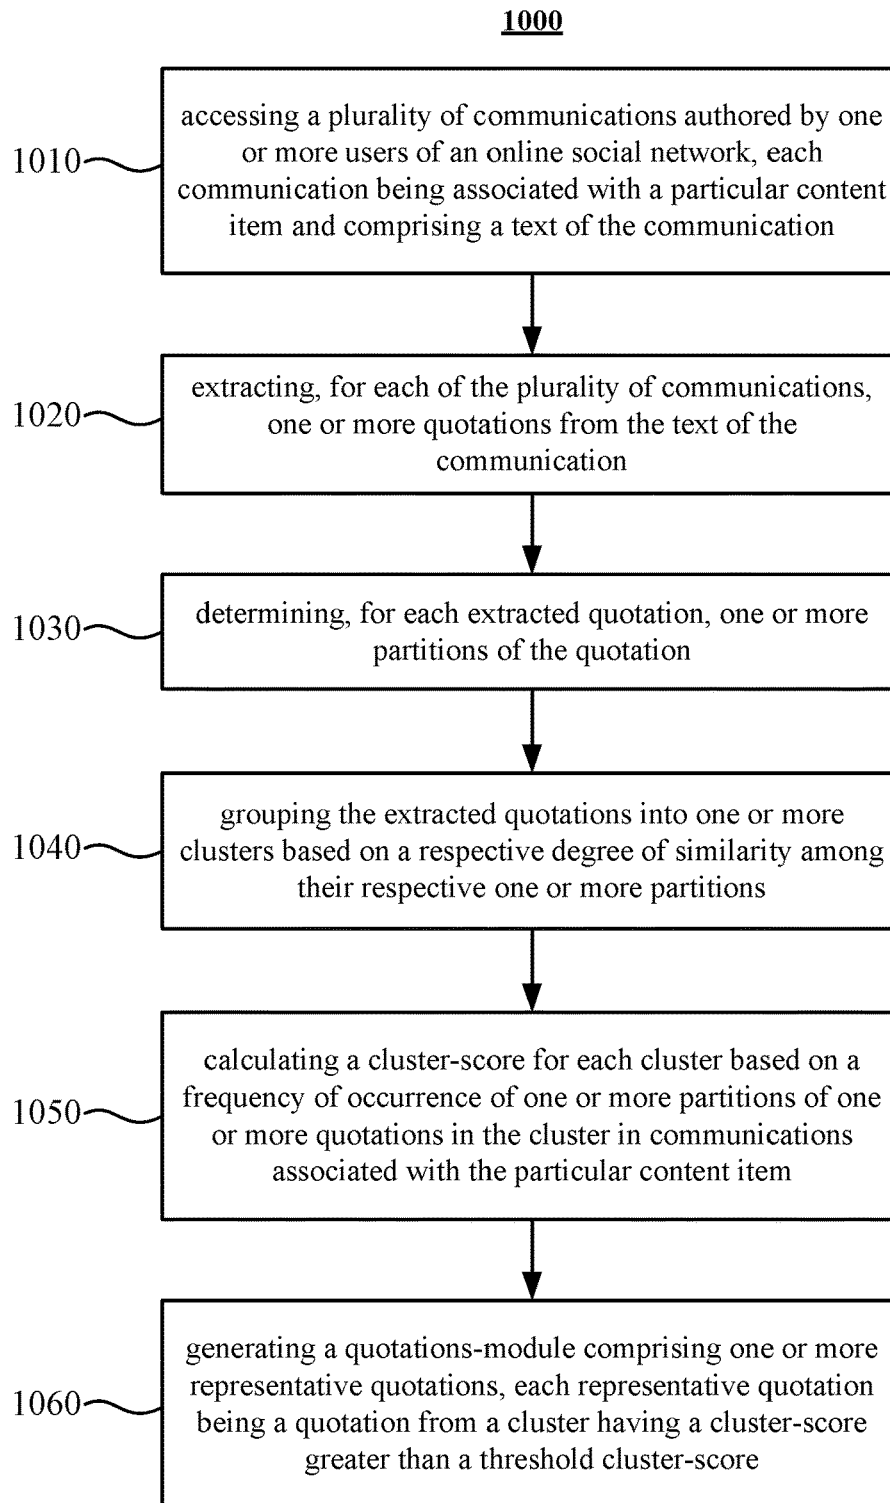 1000
1010
accessing a plurality of communications authored by one
or more users of an online social network, each
communication being associated with a particular content
item and comprising a text of the communication
1020
extracting, for each of the plurality of communications,
one or more quotations from the text of the
communication
1030
determining, for each extracted quotation, one or more
partitions of the quotation
1040
grouping the extracted quotations into one or more
clusters based on a respective degree of similarity among
their respective one or more partitions
1050
calculating a cluster-score for each cluster based on a
frequency of occurrence of one or more partitions of one
or more quotations in the cluster in communications
associated with the particular content item
1060
generating a quotations-module comprising one or more
representative quotations, each representative quotation
being a quotation from a cluster having a cluster-score
greater than a threshold cluster-score